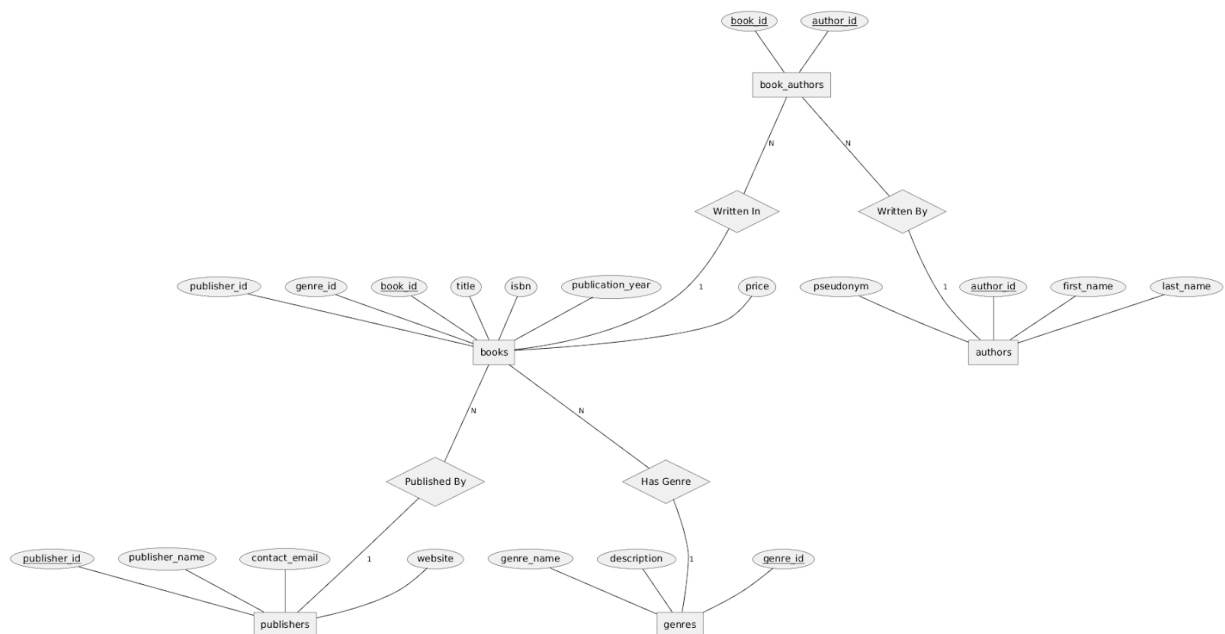 book_id
author_id
book_authors
N
N
Written In
Written By
publisher_id
genre_id
book_id
title
isbn
publication_year
1
price
pseudonym
1
author_id
first_name
last_name
books
authors
N
N
Published By
Has Genre
publisher_id
publisher_name
contact_email
1
website
genre_name
description
1
genre_id
publishers
genres